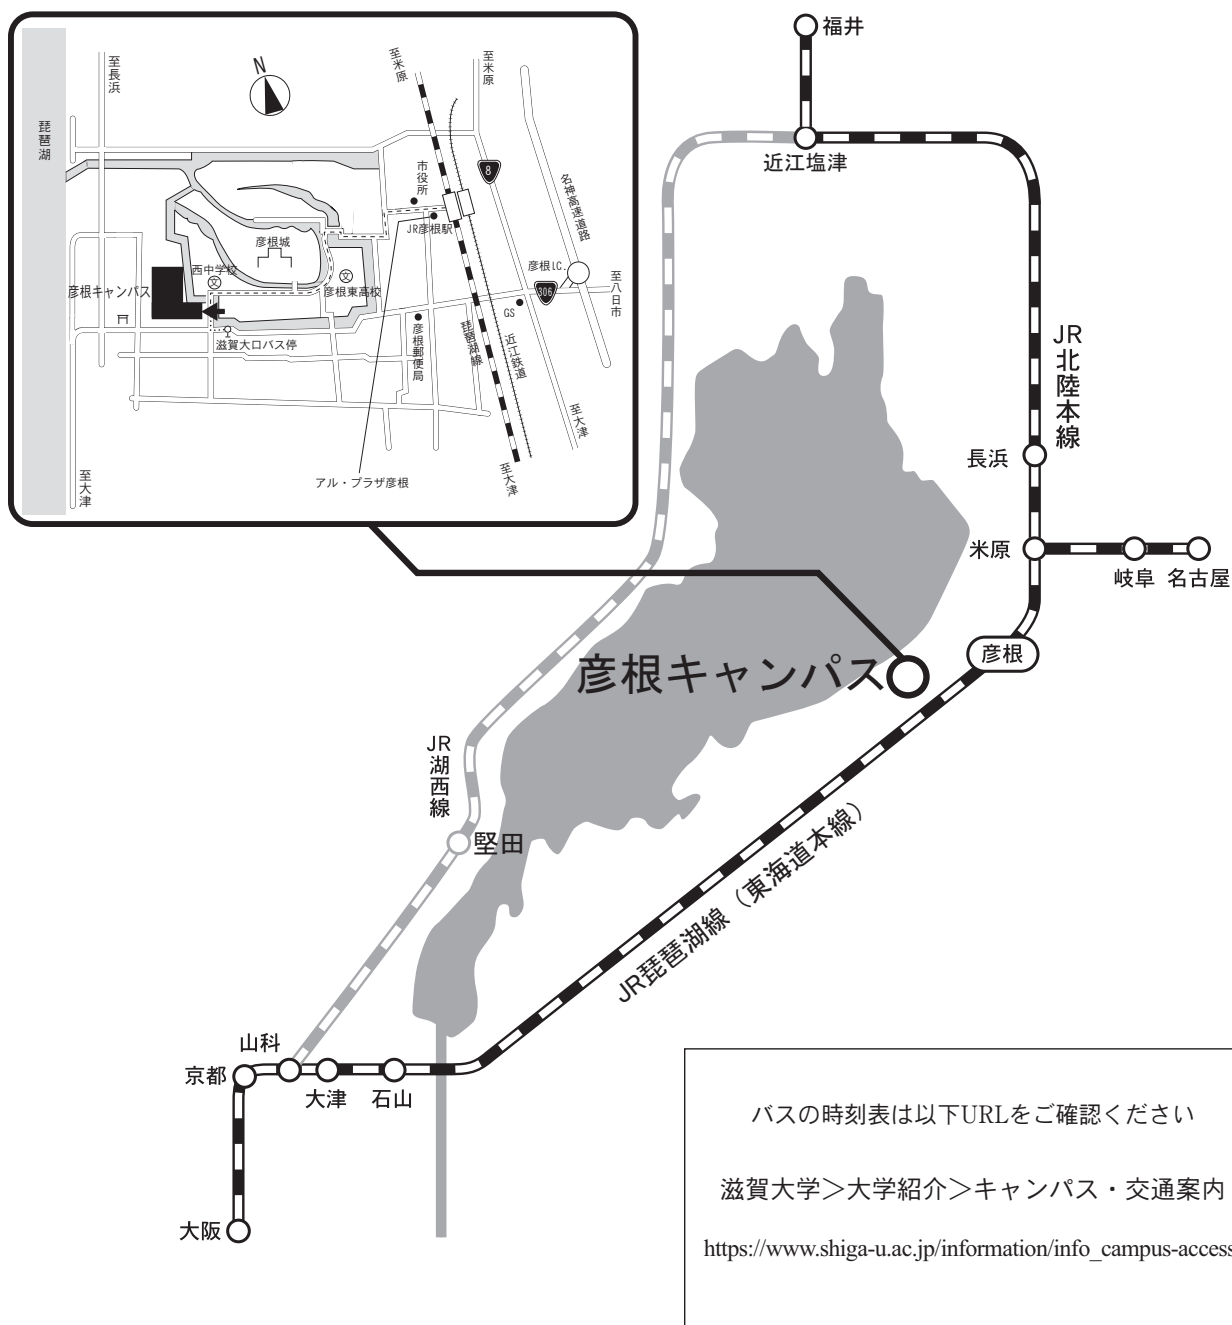 至長浜
琵琶湖
N
至米原
至米原
8
市役所
名神高速道路
JR彦根駅
彦根城
西中学校
文
文
彦根東高校
彦根キャンパス
彦根I.C.
306
至八日市
GS
滋賀大口バス停
彦根郵便局
琵琶湖線
近江鉄道
至大津
至大津
至大津
アル・プラザ彦根
福井
近江塩津
JR北陸本線
長浜
米原
岐阜 名古屋
彦根
彦根キャンパス
JR湖西線
堅田
JR琵琶湖線（東海道本線）
山科
京都
大津
石山
大阪
バスの時刻表は以下URLをご確認ください
滋賀大学＞大学紹介＞キャンパス・交通案内
https://www.shiga-u.ac.jp/information/info_campus-access